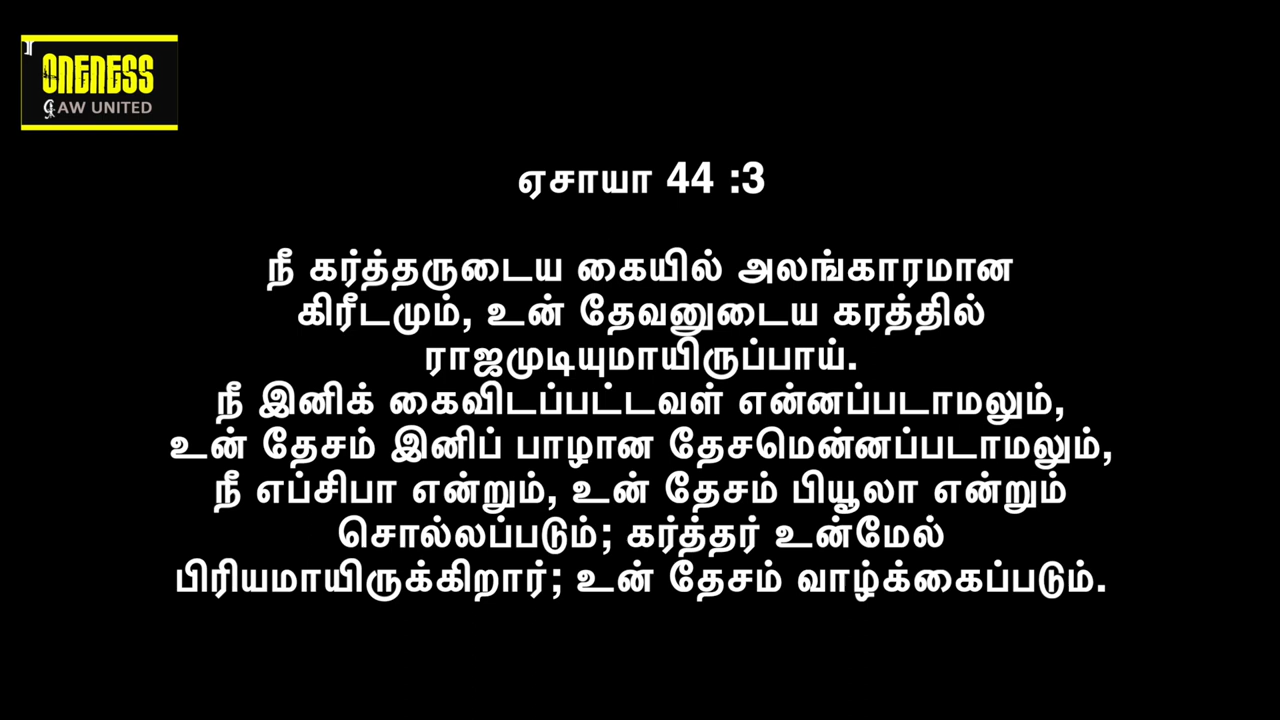 ONENESS
AW UNITED
ஏசாயா 44 :3
நீ கர்த்தருடைய கையில் அலங்காரமான
கிரீடமும், உன் தேவனுடைய கரத்தில்
ராஜமுடியுமாயிருப்பாய்.
நீ இனிக் கைவிடப்பட்டவள் என்னப்படாமலும்,
உன் தேசம் இனிப் பாழான தேசமென்னப்படாமலும்,
நீ எப்சிபா என்றும், உன் தேசம் பியூலா என்றும்
சொல்லப்படும்; கர்த்தர் உன்மேல்
பிரியமாயிருக்கிறார்; உன் தேசம் வாழ்க்கைப்படும்.